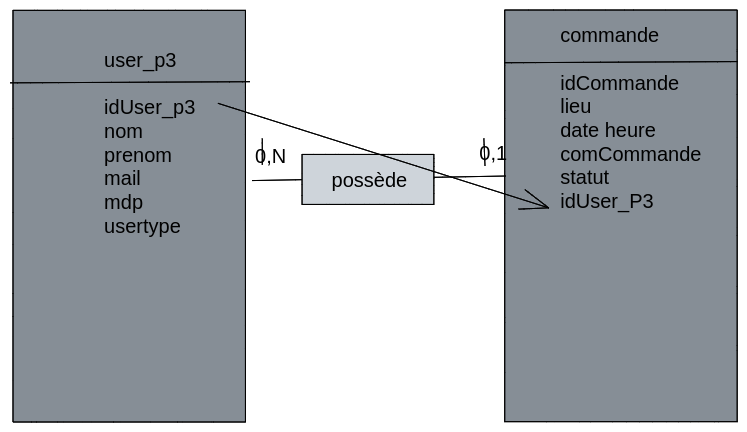 user_p3
idUser_p3
nom
prenom
mail
mdp
usertype
0,N
possède
0,1
commande
idCommande
lieu
date heure
comCommande
statut
idUser_P3